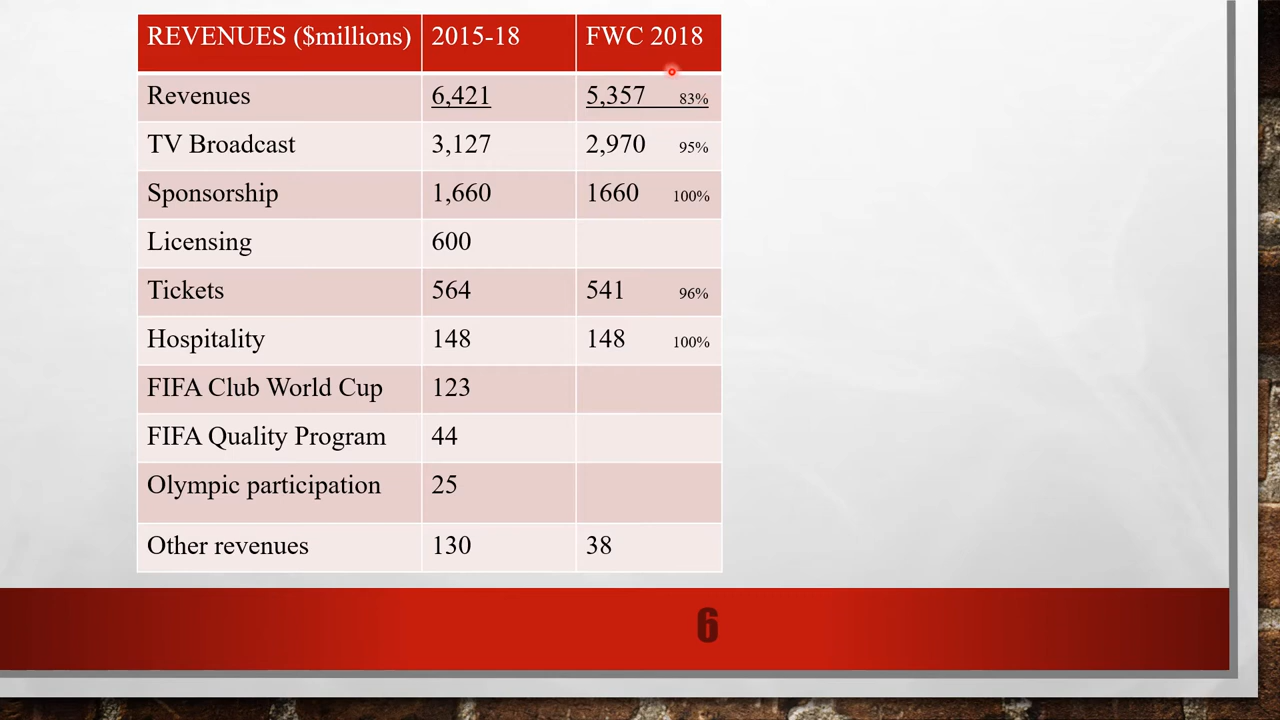 REVENUES ($millions) 2015-18 FWC 2018
Revenues 6,421 5,357 83%
TV Broadcast 3,127 2,970 95%
Sponsorship 1,660 1660 100%
Licensing 600
Tickets 564 541 96%
Hospitality 148 148 100%
FIFA Club World Cup 123
FIFA Quality Program 44
Olympic participation 25
Other revenues 130 38
6